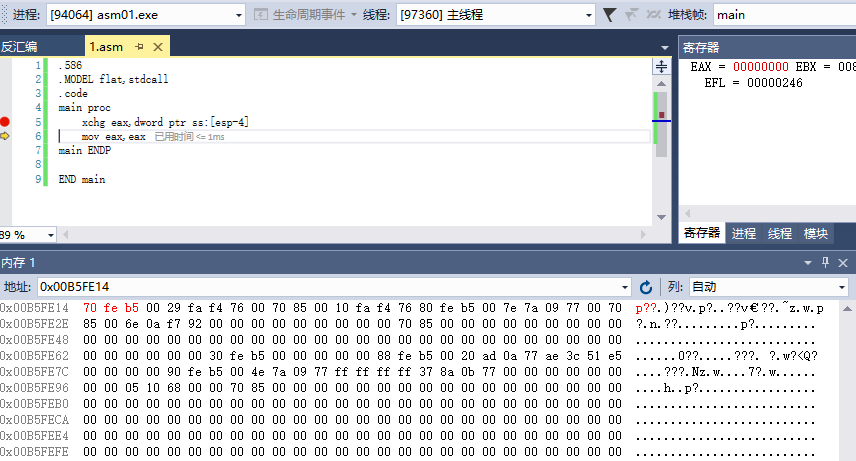 进程: [94064] asm01.exe 生命周期事件 线程: [97360] 主线程 堆栈帧: main
反汇编 1.asm
1 .586
2 .MODEL flat,stdcall
3 .code
4 main proc
5 xchg eax,dword ptr ss:[esp-4]
6 mov eax,eax 已用时间 <= 1ms
7 main ENDP
8
9 END main
89 %
寄存器
EAX = 00000000 EBX = 008
EFL = 00000246
寄存器 进程 线程 模块
内存 1
地址: 0x00B5FE14 列: 自动
0x00B5FE14 70 fe b5 00 29 fa f4 76 00 70 85 00 10 fa f4 76 80 fe b5 00 7e 7a 09 77 00 70 p??.)??v.p?..??v€??.~z.w.p
0x00B5FE2E 85 00 6e 0a f7 92 00 00 00 00 00 00 00 00 70 85 00 00 00 00 00 00 00 00 00 00 ?.n.??........p?..........
0x00B5FE48 00 00 00 00 00 00 00 00 00 00 00 00 00 00 00 00 00 00 00 00 00 00 00 00 00 00 ..........................
0x00B5FE62 00 00 00 00 00 00 30 fe b5 00 00 00 00 00 88 fe b5 00 20 ad 0a 77 ae 3c 51 e5 ......0??.....???. ?.w?<Q?
0x00B5FE7C 00 00 00 00 90 fe b5 00 4e 7a 09 77 ff ff ff ff 37 8a 0b 77 00 00 00 00 00 00 ....???.Nz.w....7?.w......
0x00B5FE96 00 00 05 10 68 00 00 70 85 00 00 00 00 00 00 00 00 00 00 00 00 00 00 00 00 00 ....h..p?.................
0x00B5FEB0 00 00 00 00 00 00 00 00 00 00 00 00 00 00 00 00 00 00 00 00 00 00 00 00 00 00 ..........................
0x00B5FECA 00 00 00 00 00 00 00 00 00 00 00 00 00 00 00 00 00 00 00 00 00 00 00 00 00 00 ..........................
0x00B5FEE4 00 00 00 00 00 00 00 00 00 00 00 00 00 00 00 00 00 00 00 00 00 00 00 00 00 00 ..........................
0x00B5FEFE 00 00 00 00 00 00 00 00 00 00 00 00 00 00 00 00 00 00 00 00 00 00 00 00 00 00 ..........................